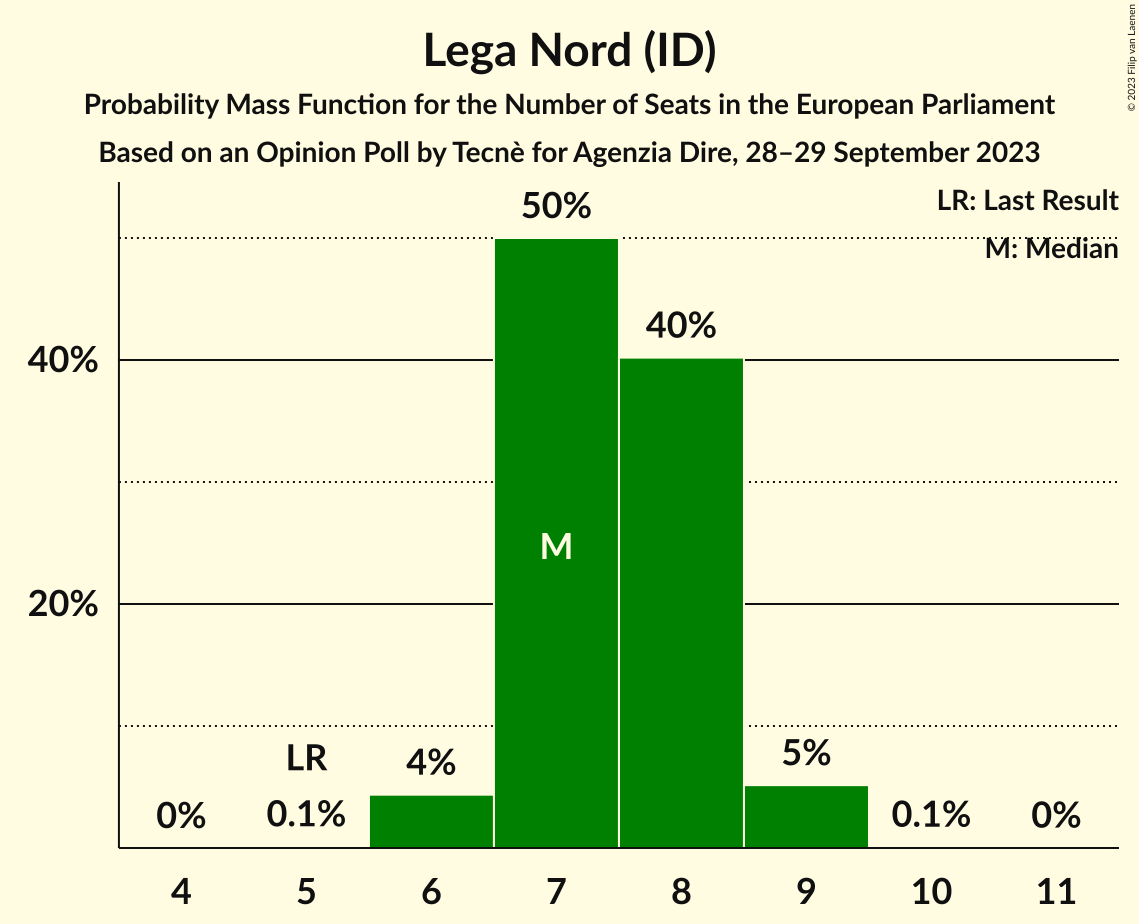 Lega Nord (ID)
Probability Mass Function for the Number of Seats in the European Parliament
Based on an Opinion Poll by Tecnè for Agenzia Dire, 28–29 September 2023
© 2023 Filip van Laenen
LR: Last Result
M: Median
50%
40%
40%
M
20%
LR
0%
0.1%
4%
5%
0.1%
0%
4 5 6 7 8 9 10 11